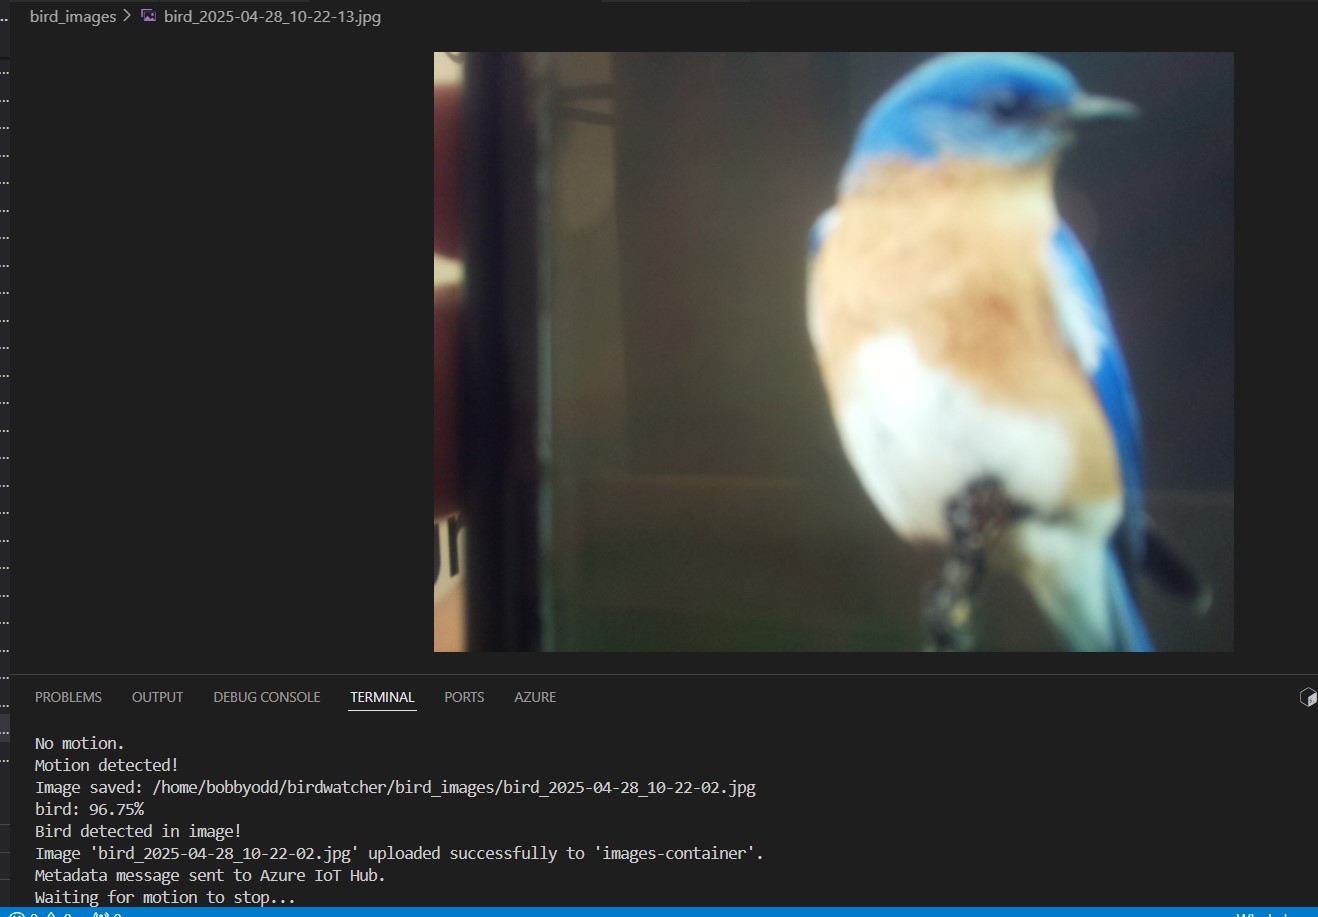 bird_images > bird_2025-04-28_10-22-13.jpg
PROBLEMS OUTPUT DEBUG CONSOLE TERMINAL PORTS AZURE
No motion.
Motion detected!
Image saved: /home/bobbyodd/birdwatcher/bird_images/bird_2025-04-28_10-22-02.jpg
bird: 96.75%
Bird detected in image!
Image 'bird_2025-04-28_10-22-02.jpg' uploaded successfully to 'images-container'.
Metadata message sent to Azure IoT Hub.
Waiting for motion to stop...